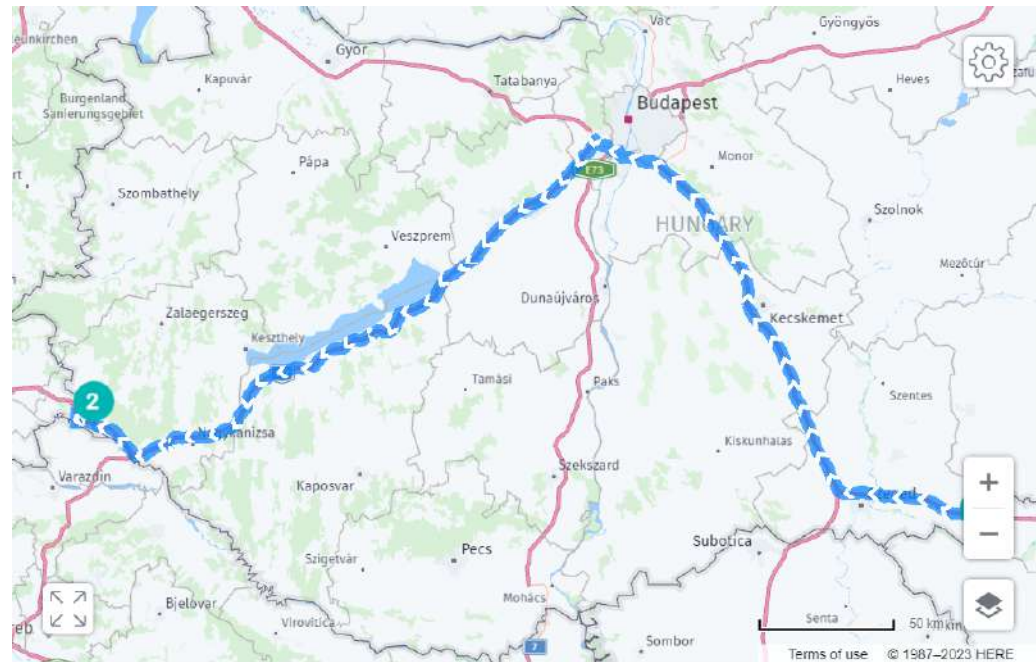 Vác
Gyöngyös
Győr
Kapuvár
Tatabanya
Heves
Budapest
Burgenland
Sanierungsgebiet
Monor
Pápa
E73
Szombathely
Szolnok
HUNGARY
Veszprem
Mezőtúr
Dunaújváros
Zalaegerszeg
Kecskemet
Keszthely
Tamási
Paks
Szentes
2
Nagykanizsa
Kiskunhalas
Varazdin
Szekszard
Kaposvar
Subotica
Pecs
Szigetvár
Mohács
Bjelovar
Virovitica
Senta
50 km
7
Sombor
Terms of use © 1987–2023 HERE